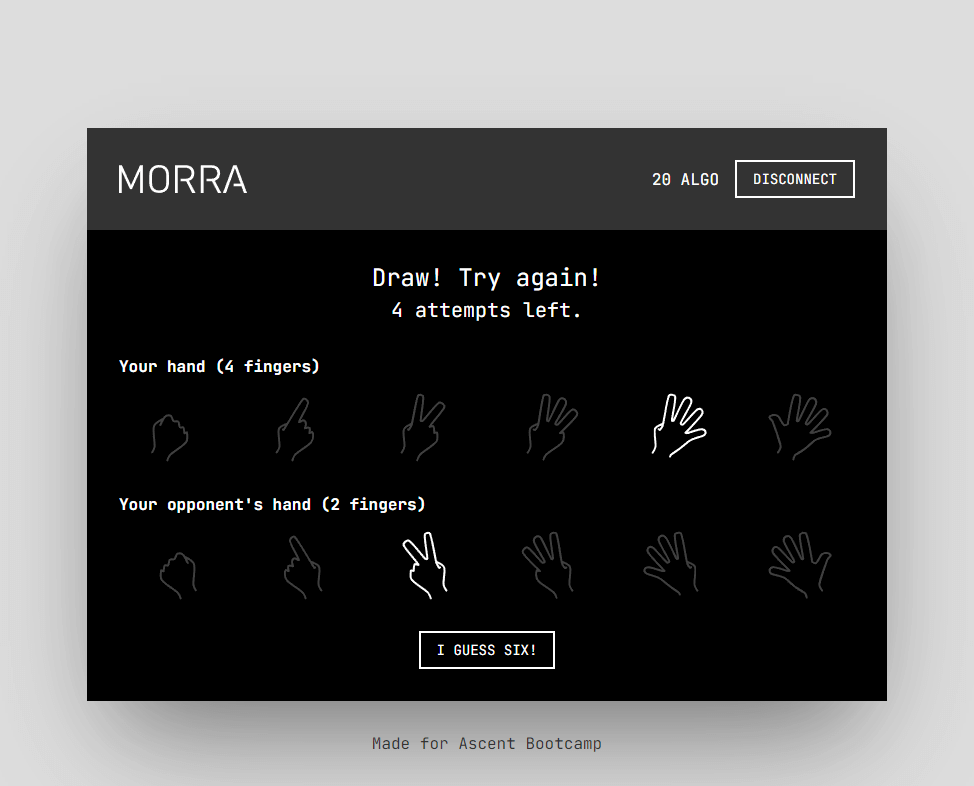 MORRA
20 ALGO
DISCONNECT
Draw! Try again!
4 attempts left.
Your hand (4 fingers)
Your opponent's hand (2 fingers)
I GUESS SIX!
Made for Ascent Bootcamp